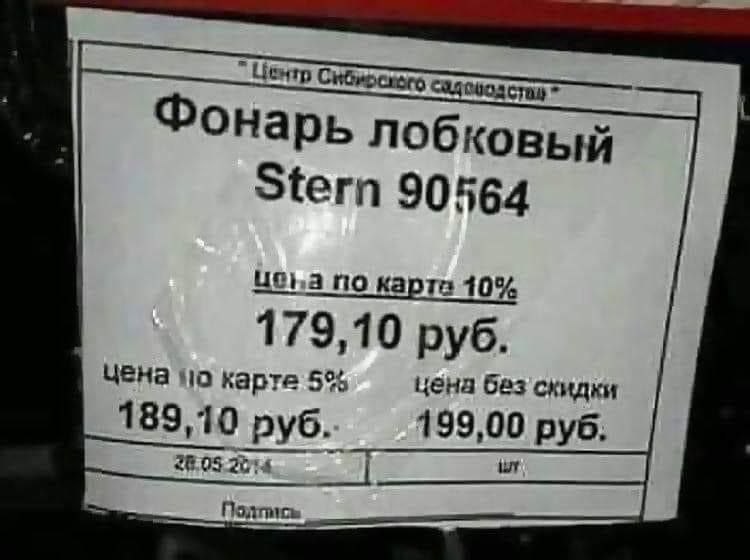 "Центр Сибирского садоводства"
Фонарь лобковый
Stern 90564
цена по карте 10%
179,10 руб.
цена по карте 5% цена без скидки
189,10 руб. 199,00 руб.
28.05.2014 шт.
Подпись